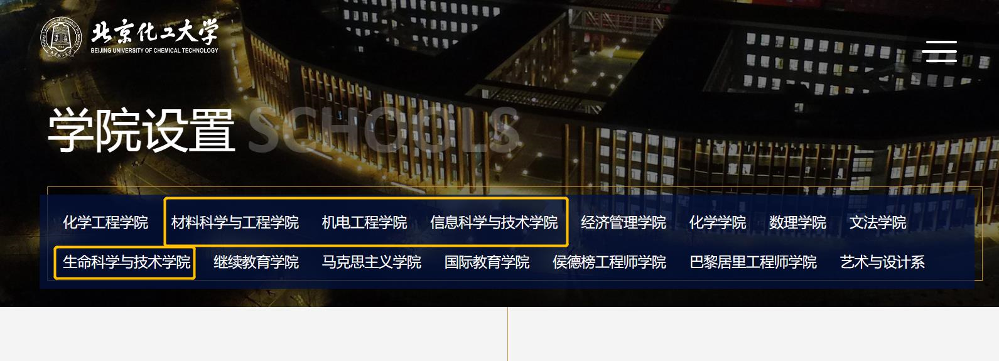 北京化工大学
BEIJING UNIVERSITY OF CHEMICAL TECHNOLOGY
学院设置 SCHOOLS
化学工程学院 材料科学与工程学院 机电工程学院 信息科学与技术学院 经济管理学院 化学学院 数理学院 文法学院
生命科学与技术学院 继续教育学院 马克思主义学院 国际教育学院 侯德榜工程师学院 巴黎居里工程师学院 艺术与设计系